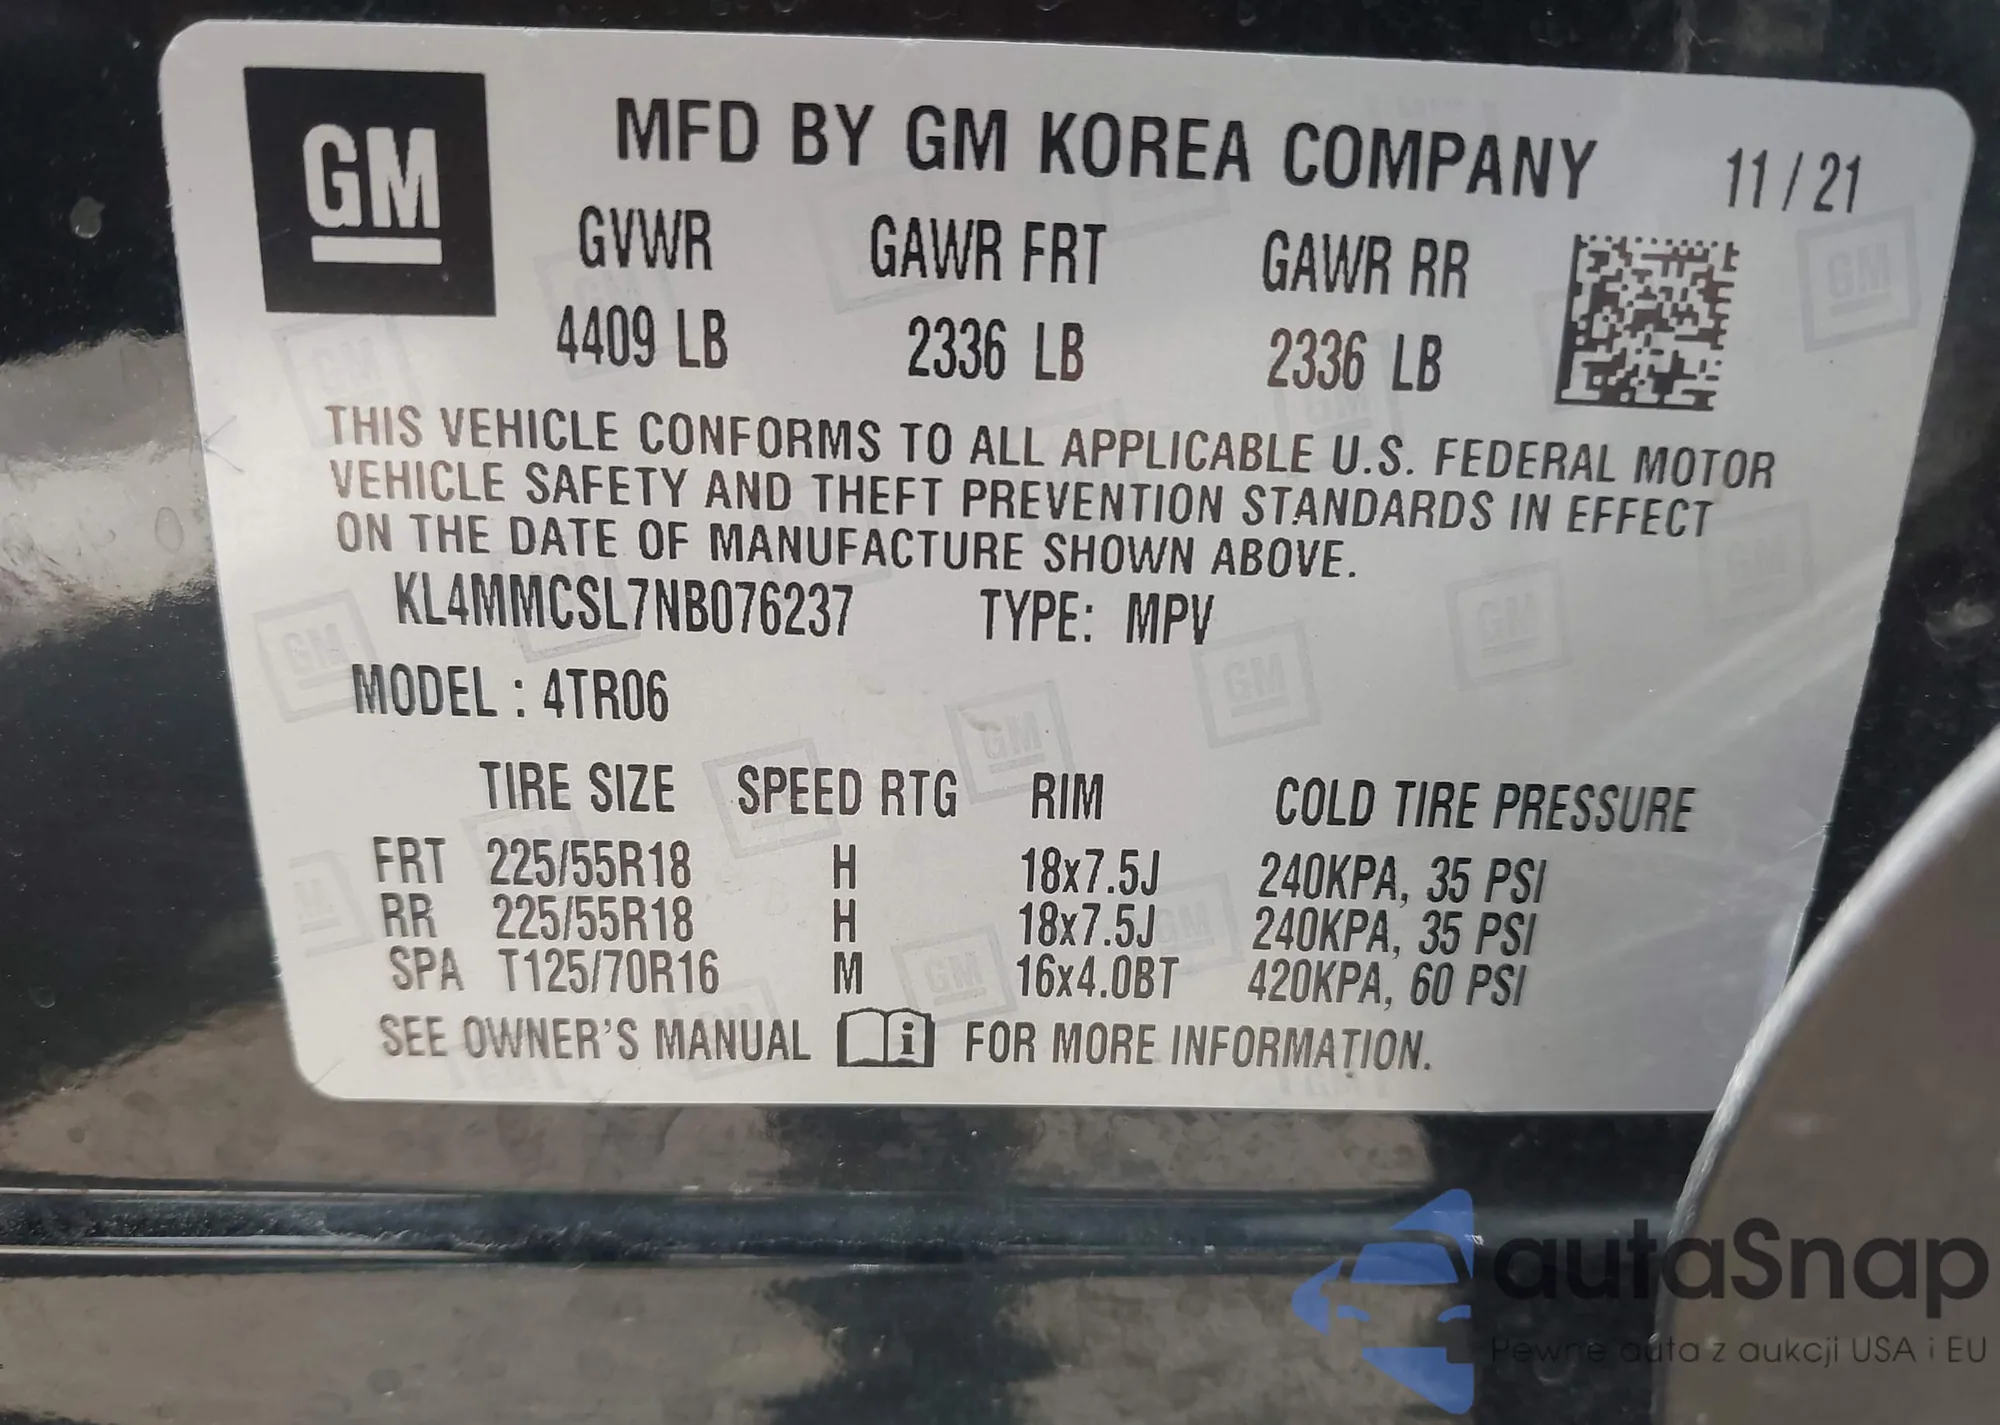 GM
MFD BY GM KOREA COMPANY 11 / 21
GVWR GAWR FRT GAWR RR
4409 LB 2336 LB 2336 LB
THIS VEHICLE CONFORMS TO ALL APPLICABLE U.S. FEDERAL MOTOR
VEHICLE SAFETY AND THEFT PREVENTION STANDARDS IN EFFECT
ON THE DATE OF MANUFACTURE SHOWN ABOVE.
KL4MMCSL7NB076237 TYPE: MPV
MODEL : 4TR06
TIRE SIZE SPEED RTG RIM COLD TIRE PRESSURE
FRT 225/55R18 H 18x7.5J 240KPA, 35 PSI
RR 225/55R18 H 18x7.5J 240KPA, 35 PSI
SPA T125/70R16 M 16x4.0BT 420KPA, 60 PSI
SEE OWNER'S MANUAL i FOR MORE INFORMATION.
autaSnap
Pewne auta z aukcji USA i EU